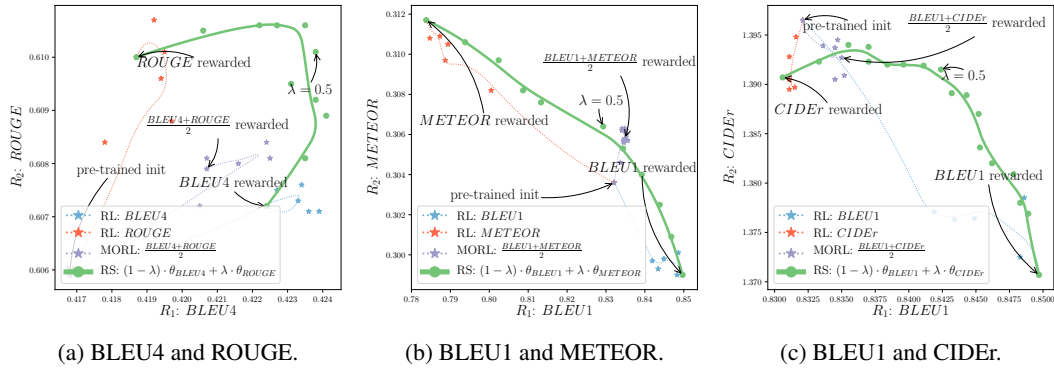 0.610
0.609
0.608
0.607
0.606
R₂: ROUGE
ROUGE rewarded
λ = 0.5
BLEU4+ROUGE/2 rewarded
pre-trained init
BLEU4 rewarded
RL: BLEU4
RL: ROUGE
MORL: BLEU4+ROUGE/2
RS: (1 − λ) · θ_BLEU4 + λ · θ_ROUGE
0.417 0.418 0.419 0.420 0.421 0.422 0.423 0.424
R₁: BLEU4
(a) BLEU4 and ROUGE.
0.312
0.310
0.308
0.306
0.304
0.302
0.300
R₂: METEOR
BLEU1+METEOR/2 rewarded
λ = 0.5
METEOR rewarded
BLEU1 rewarded
pre-trained init
RL: BLEU1
RL: METEOR
MORL: BLEU1+METEOR/2
RS: (1 − λ) · θ_BLEU1 + λ · θ_METEOR
0.78 0.79 0.80 0.81 0.82 0.83 0.84 0.85
R₁: BLEU1
(b) BLEU1 and METEOR.
1.395
1.390
1.385
1.380
1.375
1.370
R₂: CIDEr
pre-trained init
BLEU1+CIDEr/2 rewarded
λ = 0.5
CIDEr rewarded
BLEU1 rewarded
RL: BLEU1
RL: CIDEr
MORL: BLEU1+CIDEr/2
RS: (1 − λ) · θ_BLEU1 + λ · θ_CIDEr
0.8300 0.8325 0.8350 0.8375 0.8400 0.8425 0.8450 0.8475 0.8500
R₁: BLEU1
(c) BLEU1 and CIDEr.